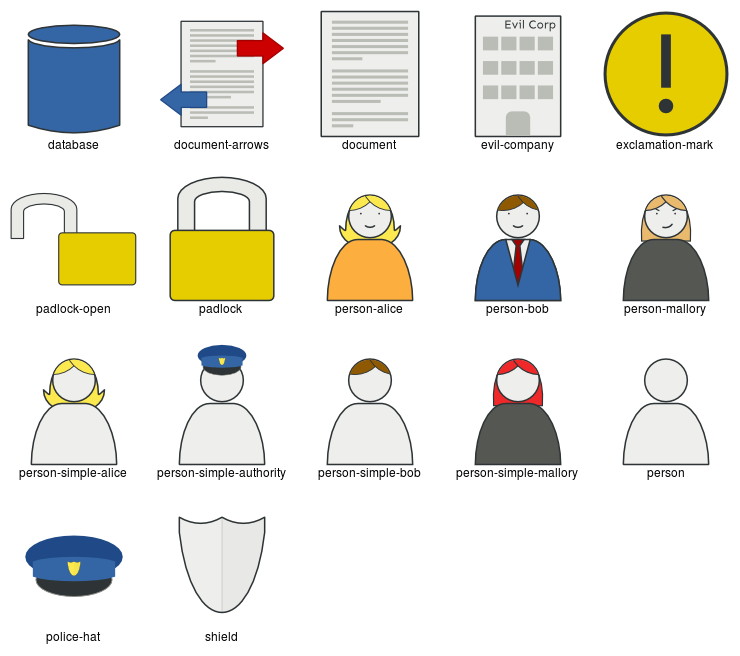 Evil Corp
database
document-arrows
document
evil-company
exclamation-mark
padlock-open
padlock
person-alice
person-bob
person-mallory
person-simple-alice
person-simple-authority
person-simple-bob
person-simple-mallory
person
police-hat
shield